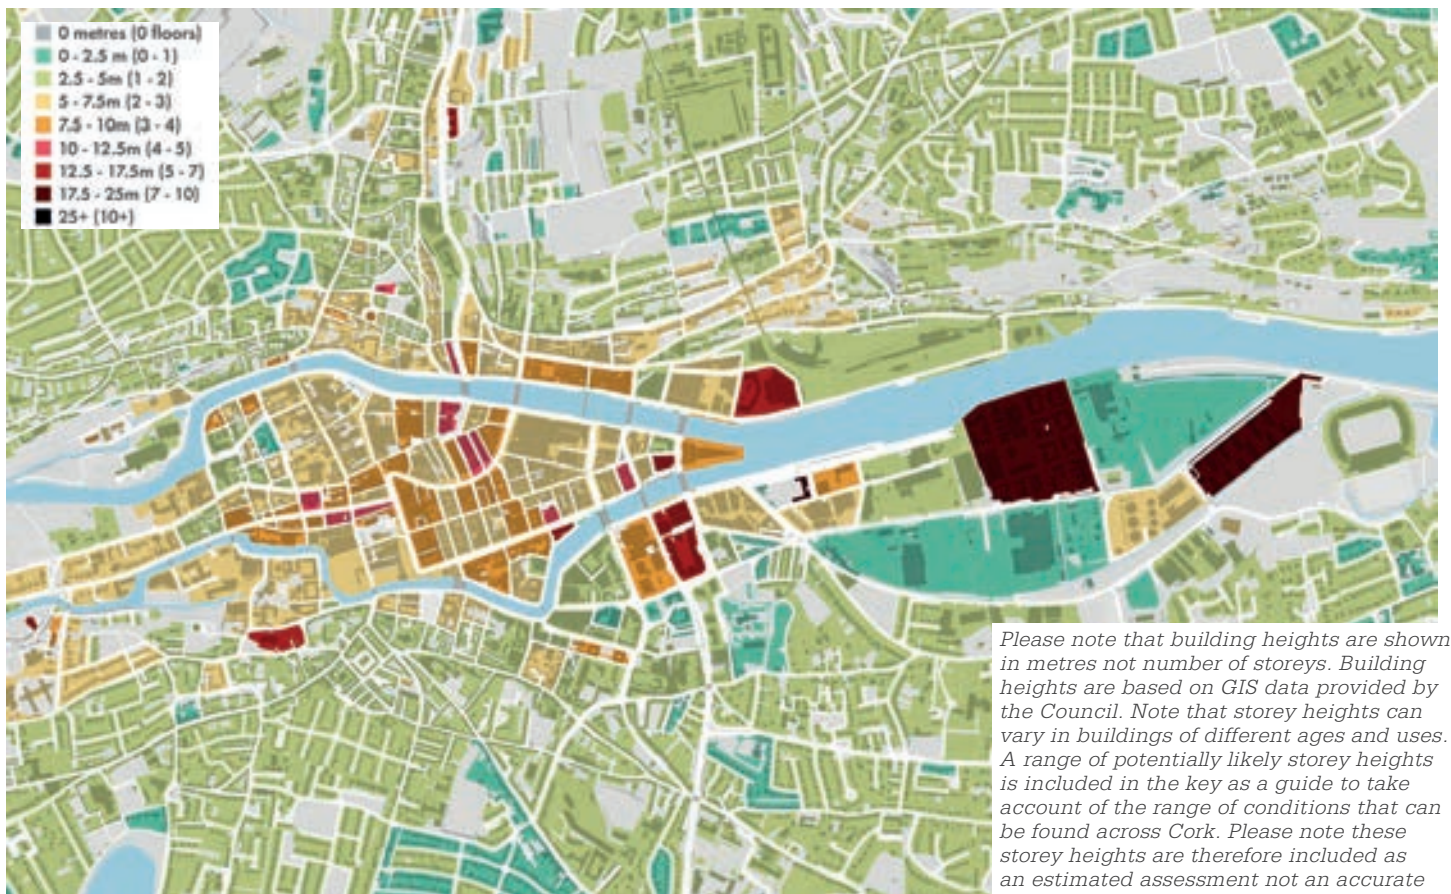 0 metres (0 floors)
0 - 2.5 m (0 - 1)
2.5 - 5m (1 - 2)
5 - 7.5m (2 - 3)
7.5 - 10m (3 - 4)
10 - 12.5m (4 - 5)
12.5 - 17.5m (5 - 7)
17.5 - 25m (7 - 10)
25+ (10+)
Please note that building heights are shown
in metres not number of storeys. Building
heights are based on GIS data provided by
the Council. Note that storey heights can
vary in buildings of different ages and uses.
A range of potentially likely storey heights
is included in the key as a guide to take
account of the range of conditions that can
be found across Cork. Please note these
storey heights are therefore included as
an estimated assessment not an accurate